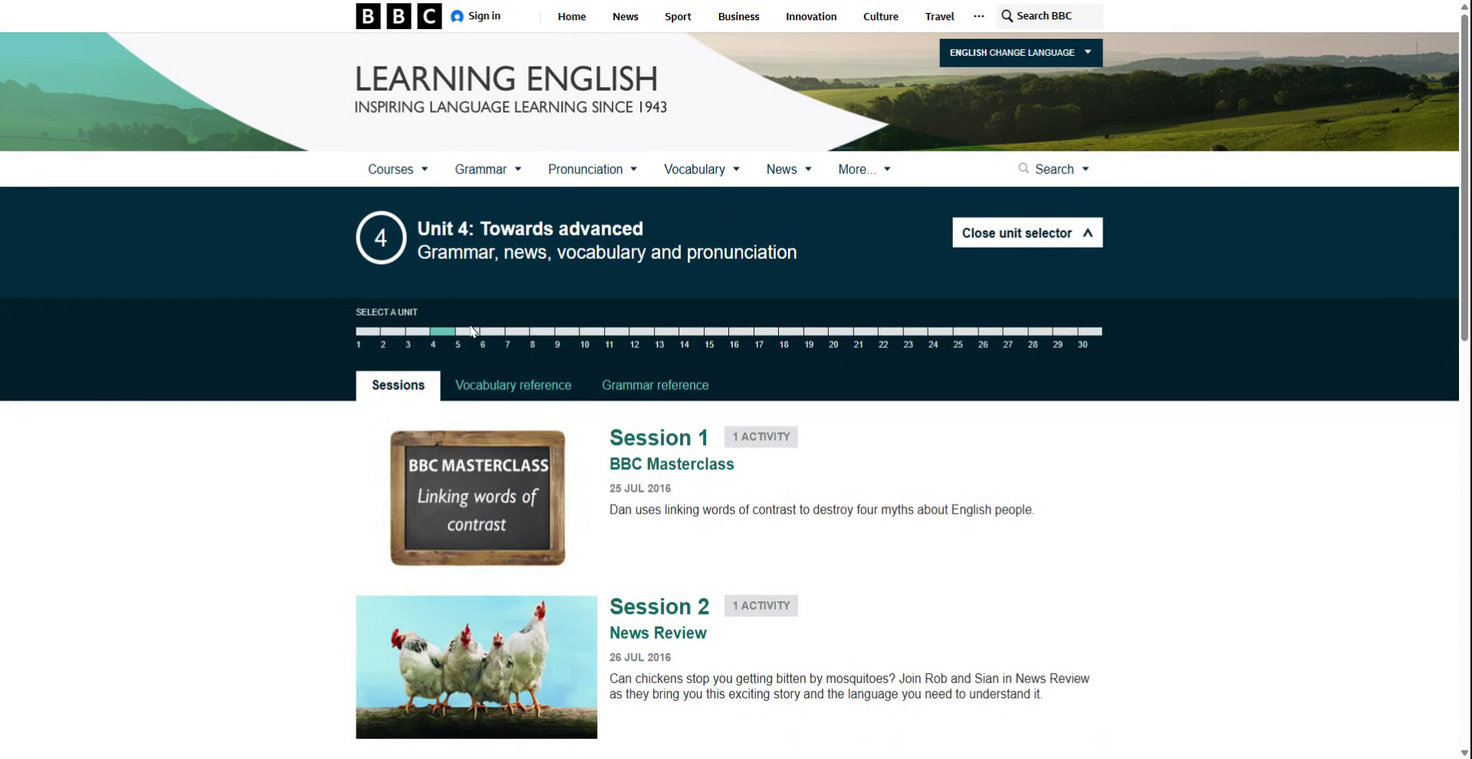 BBC Sign in Home News Sport Business Innovation Culture Travel ... Search BBC
ENGLISH CHANGE LANGUAGE
LEARNING ENGLISH
INSPIRING LANGUAGE LEARNING SINCE 1943
Courses Grammar Pronunciation Vocabulary News More... Search
4 Unit 4: Towards advanced
Grammar, news, vocabulary and pronunciation
Close unit selector
SELECT A UNIT
1 2 3 4 5 6 7 8 9 10 11 12 13 14 15 16 17 18 19 20 21 22 23 24 25 26 27 28 29 30
Sessions Vocabulary reference Grammar reference
BBC MASTERCLASS
Linking words of
contrast
Session 1 1 ACTIVITY
BBC Masterclass
25 JUL 2016
Dan uses linking words of contrast to destroy four myths about English people.
Session 2 1 ACTIVITY
News Review
26 JUL 2016
Can chickens stop you getting bitten by mosquitoes? Join Rob and Sian in News Review
as they bring you this exciting story and the language you need to understand it.